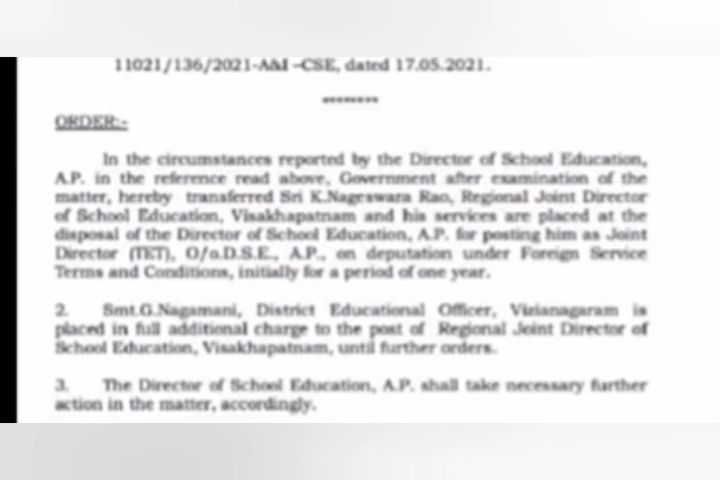 11021/136/2021-A&I –CSE, dated 17.05.2021.
********
ORDER:-
In the circumstances reported by the Director of School Education,
A.P. in the reference read above, Government after examination of the
matter, hereby transferred Sri K.Nageswara Rao, Regional Joint Director
of School Education, Visakhapatnam and his services are placed at the
disposal of the Director of School Education, A.P. for posting him as Joint
Director (TET), O/o.D.S.E., A.P., on deputation under Foreign Service
Terms and Conditions, initially for a period of one year.
2. Smt.G.Nagamani, District Educational Officer, Vizianagaram is
placed in full additional charge to the post of Regional Joint Director of
School Education, Visakhapatnam, until further orders.
3. The Director of School Education, A.P. shall take necessary further
action in the matter, accordingly.